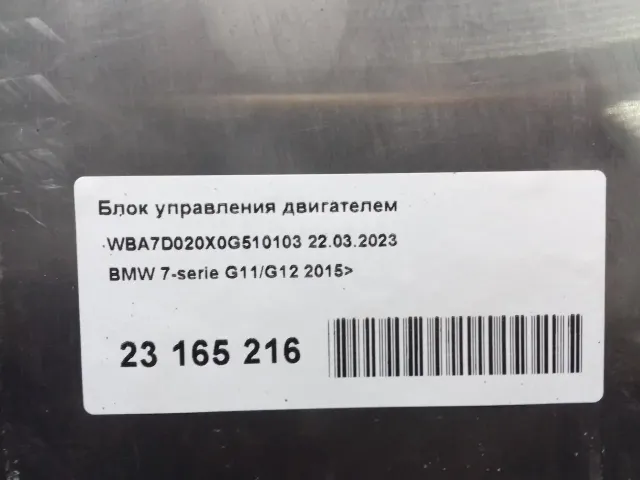 Блок управления двигателем
WBA7D020X0G510103 22.03.2023
BMW 7-serie G11/G12 2015>
23 165 216